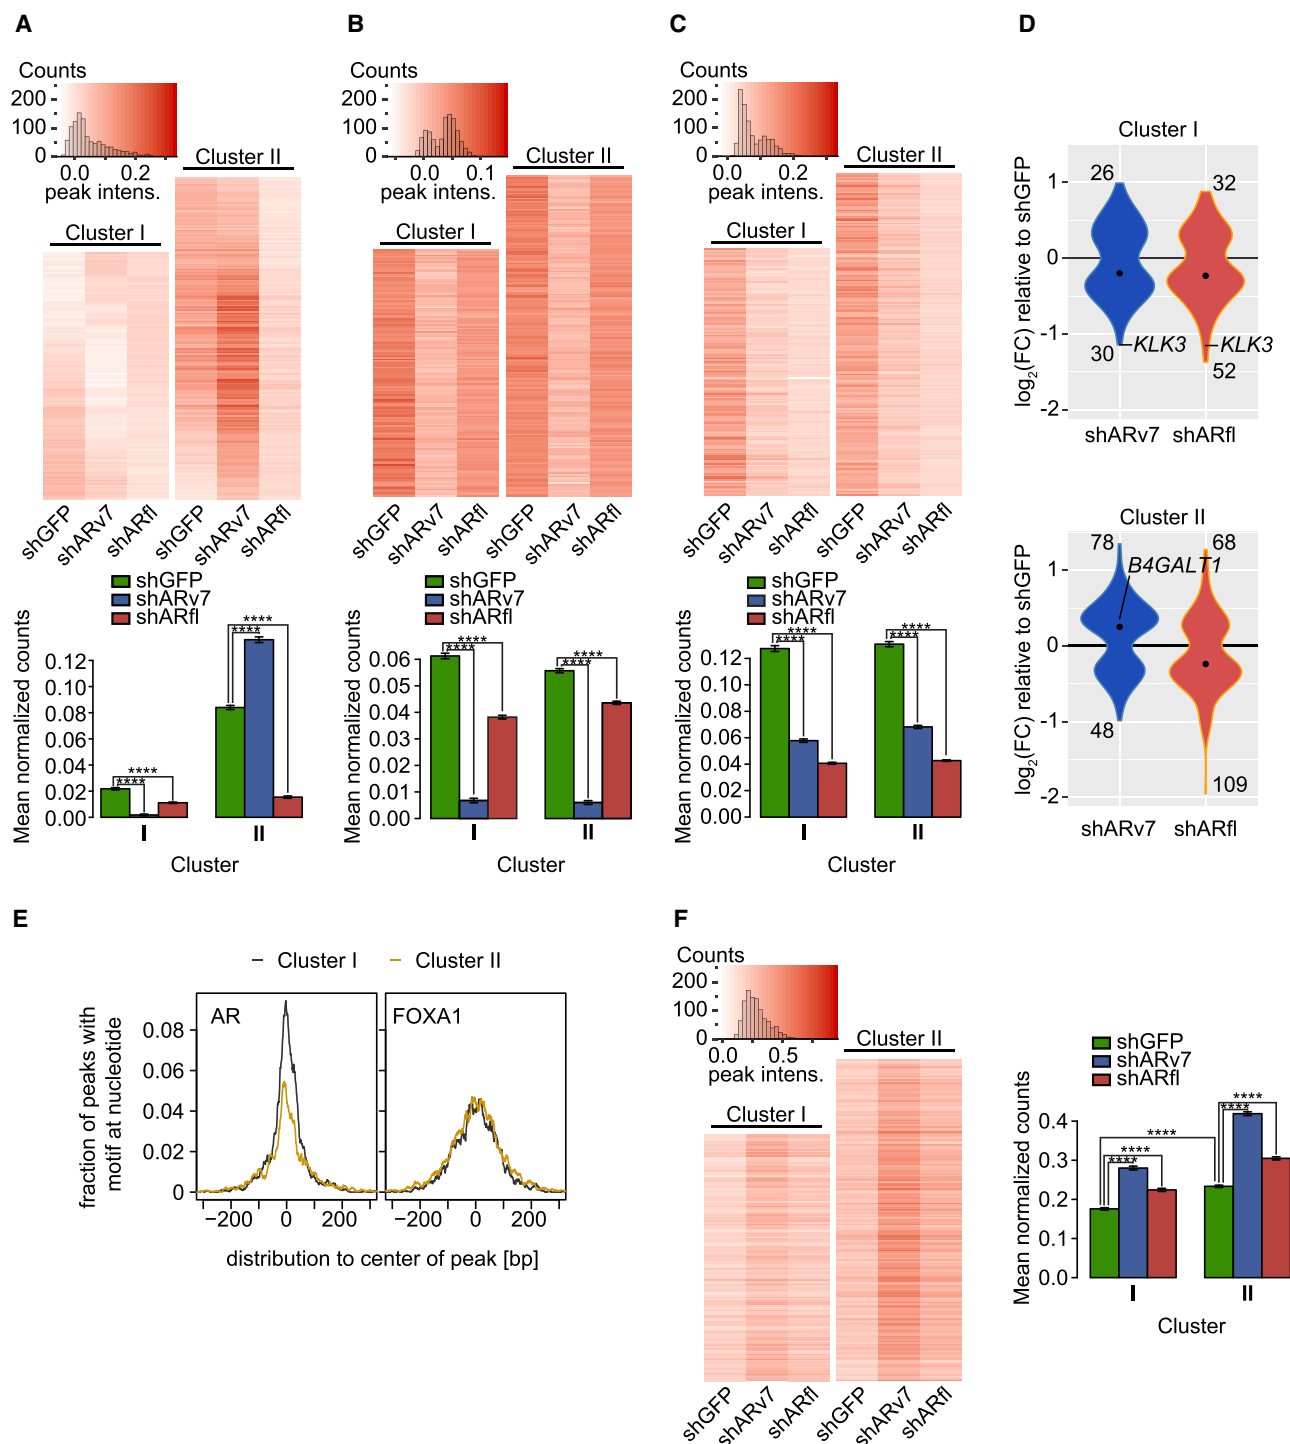 A
Counts
200
100
0
0.0 0.2
peak intens.
Cluster I
Cluster II
shGFP
shARv7
shARfl
shGFP
shARv7
shARfl
shGFP
shARv7
shARfl
Mean normalized counts
0.12
0.10
0.08
0.06
0.04
0.02
0.00
****
****
****
****
I II
Cluster
B
Counts
200
100
0
0.0 0.1
peak intens.
Cluster I
Cluster II
shGFP
shARv7
shARfl
shGFP
shARv7
shARfl
shGFP
shARv7
shARfl
Mean normalized counts
0.06
0.05
0.04
0.03
0.02
0.01
0.00
****
****
****
****
I II
Cluster
C
Counts
200
100
0
0.0 0.2
peak intens.
Cluster I
Cluster II
shGFP
shARv7
shARfl
shGFP
shARv7
shARfl
shGFP
shARv7
shARfl
Mean normalized counts
0.12
0.10
0.08
0.06
0.04
0.02
0.00
****
****
****
****
I II
Cluster
D
Cluster I
log2(FC) relative to shGFP
1
0
-1
-2
26
32
30
KLK3
KLK3
52
shARv7 shARfl
Cluster II
log2(FC) relative to shGFP
1
0
-1
-2
78
68
B4GALT1
48
109
shARv7 shARfl
E
Cluster I Cluster II
fraction of peaks with
motif at nucleotide
0.08
0.06
0.04
0.02
0
AR
FOXA1
−200 0 200
−200 0 200
distribution to center of peak [bp]
F
Counts
200
100
0
0.0 0.5
peak intens.
Cluster I
Cluster II
shGFP
shARv7
shARfl
shGFP
shARv7
shARfl
shGFP
shARv7
shARfl
Mean normalized counts
0.4
0.3
0.2
0.1
0.0
****
****
****
****
****
I II
Cluster